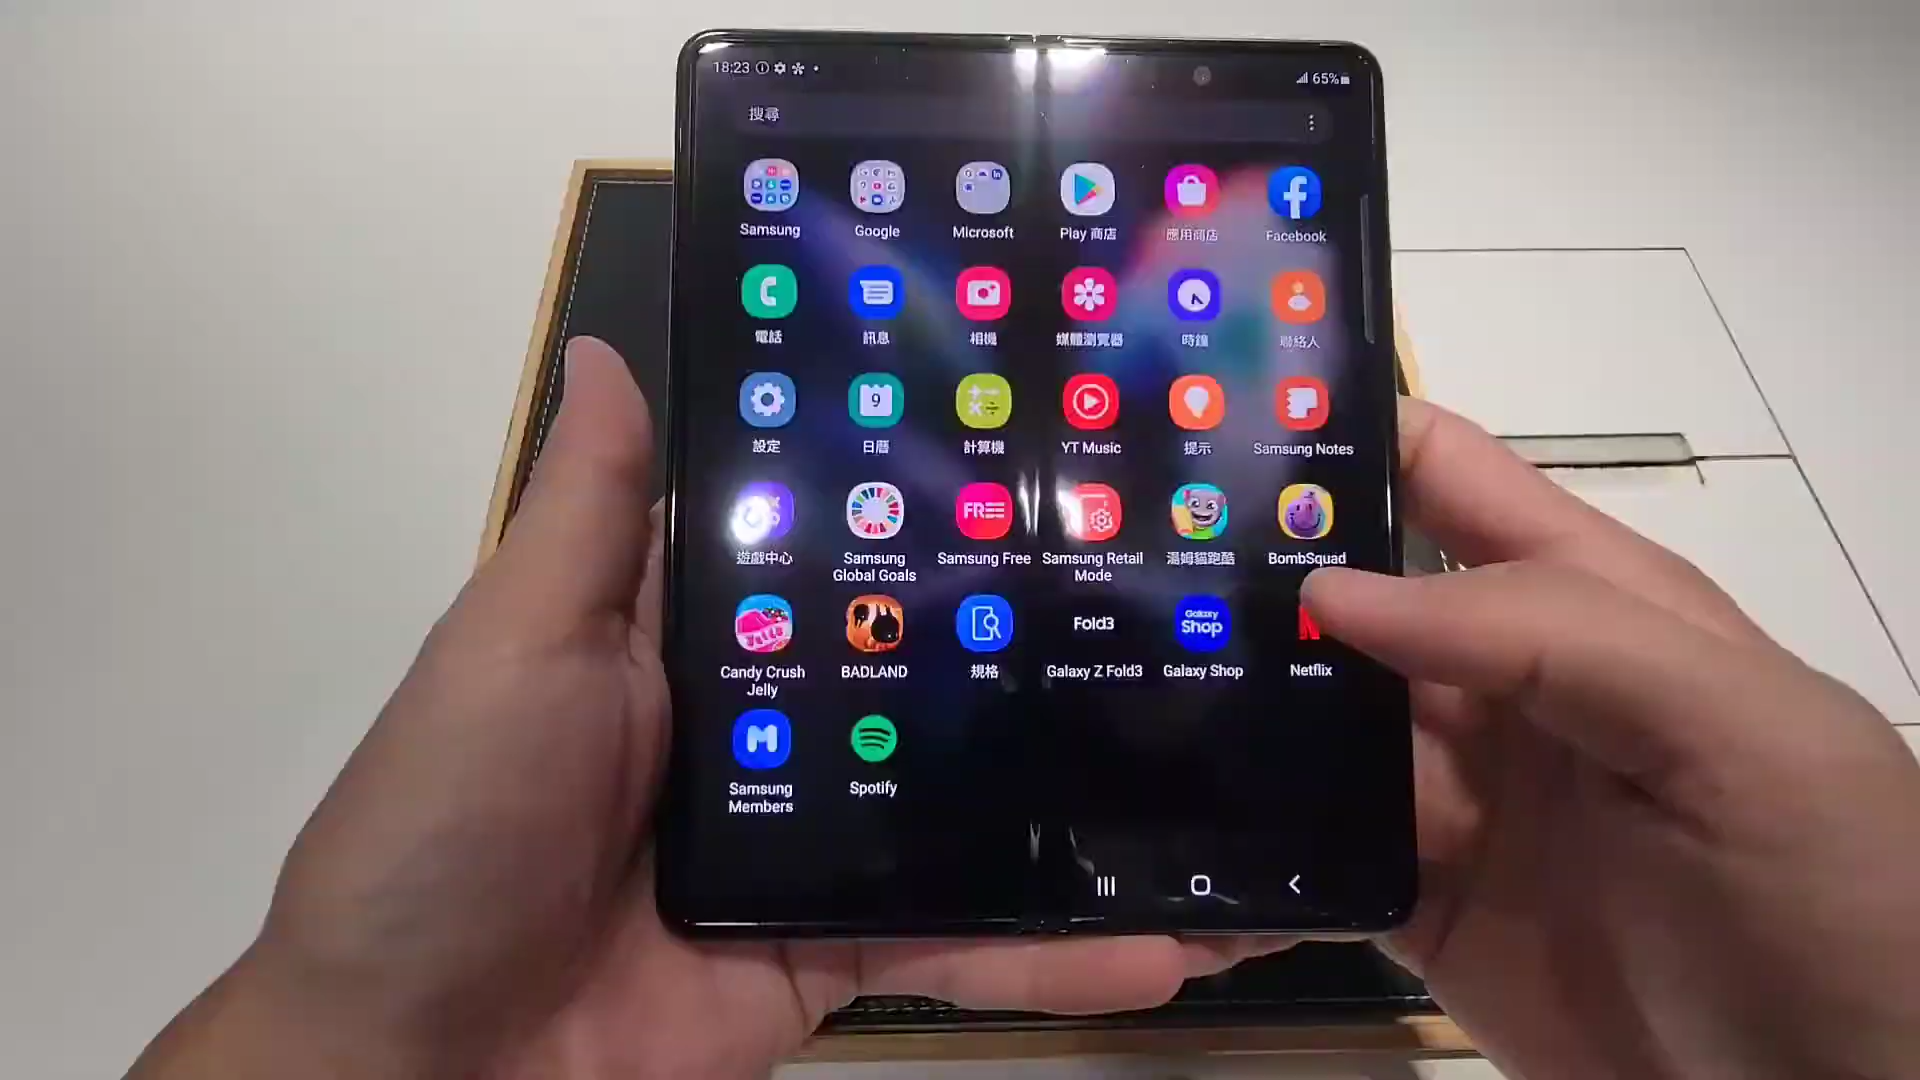 18:23
65%
搜尋
Samsung
Google
Microsoft
Play 商店
應用商店
Facebook
電話
訊息
相機
媒體瀏覽器
時鐘
聯絡人
9
設定
日曆
計算機
YT Music
提示
Samsung Notes
FREE
遊戲中心
Samsung
Global Goals
Samsung Free
Samsung Retail
Mode
湯姆貓跑酷
BombSquad
Fold3
Galaxy
Shop
Candy Crush
Jelly
BADLAND
規格
Galaxy Z Fold3
Galaxy Shop
Netflix
Samsung
Members
Spotify